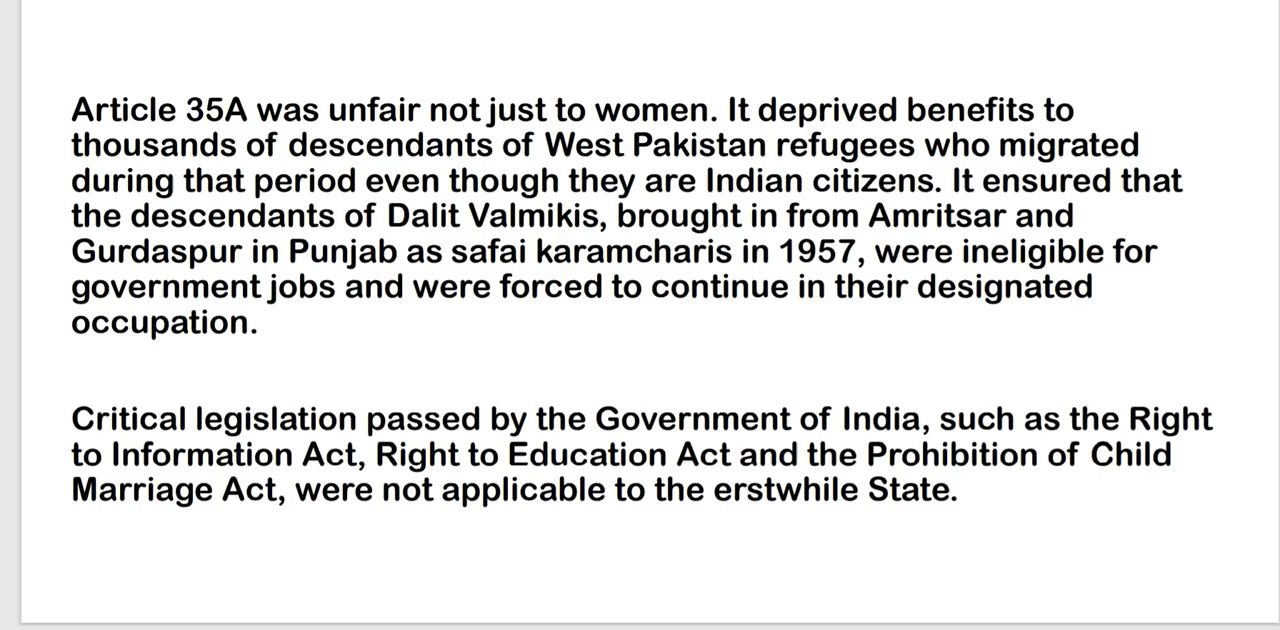 Article 35A was unfair not just to women. It deprived benefits to
thousands of descendants of West Pakistan refugees who migrated
during that period even though they are Indian citizens. It ensured that
the descendants of Dalit Valmikis, brought in from Amritsar and
Gurdaspur in Punjab as safai karamcharis in 1957, were ineligible for
government jobs and were forced to continue in their designated
occupation.
Critical legislation passed by the Government of India, such as the Right
to Information Act, Right to Education Act and the Prohibition of Child
Marriage Act, were not applicable to the erstwhile State.